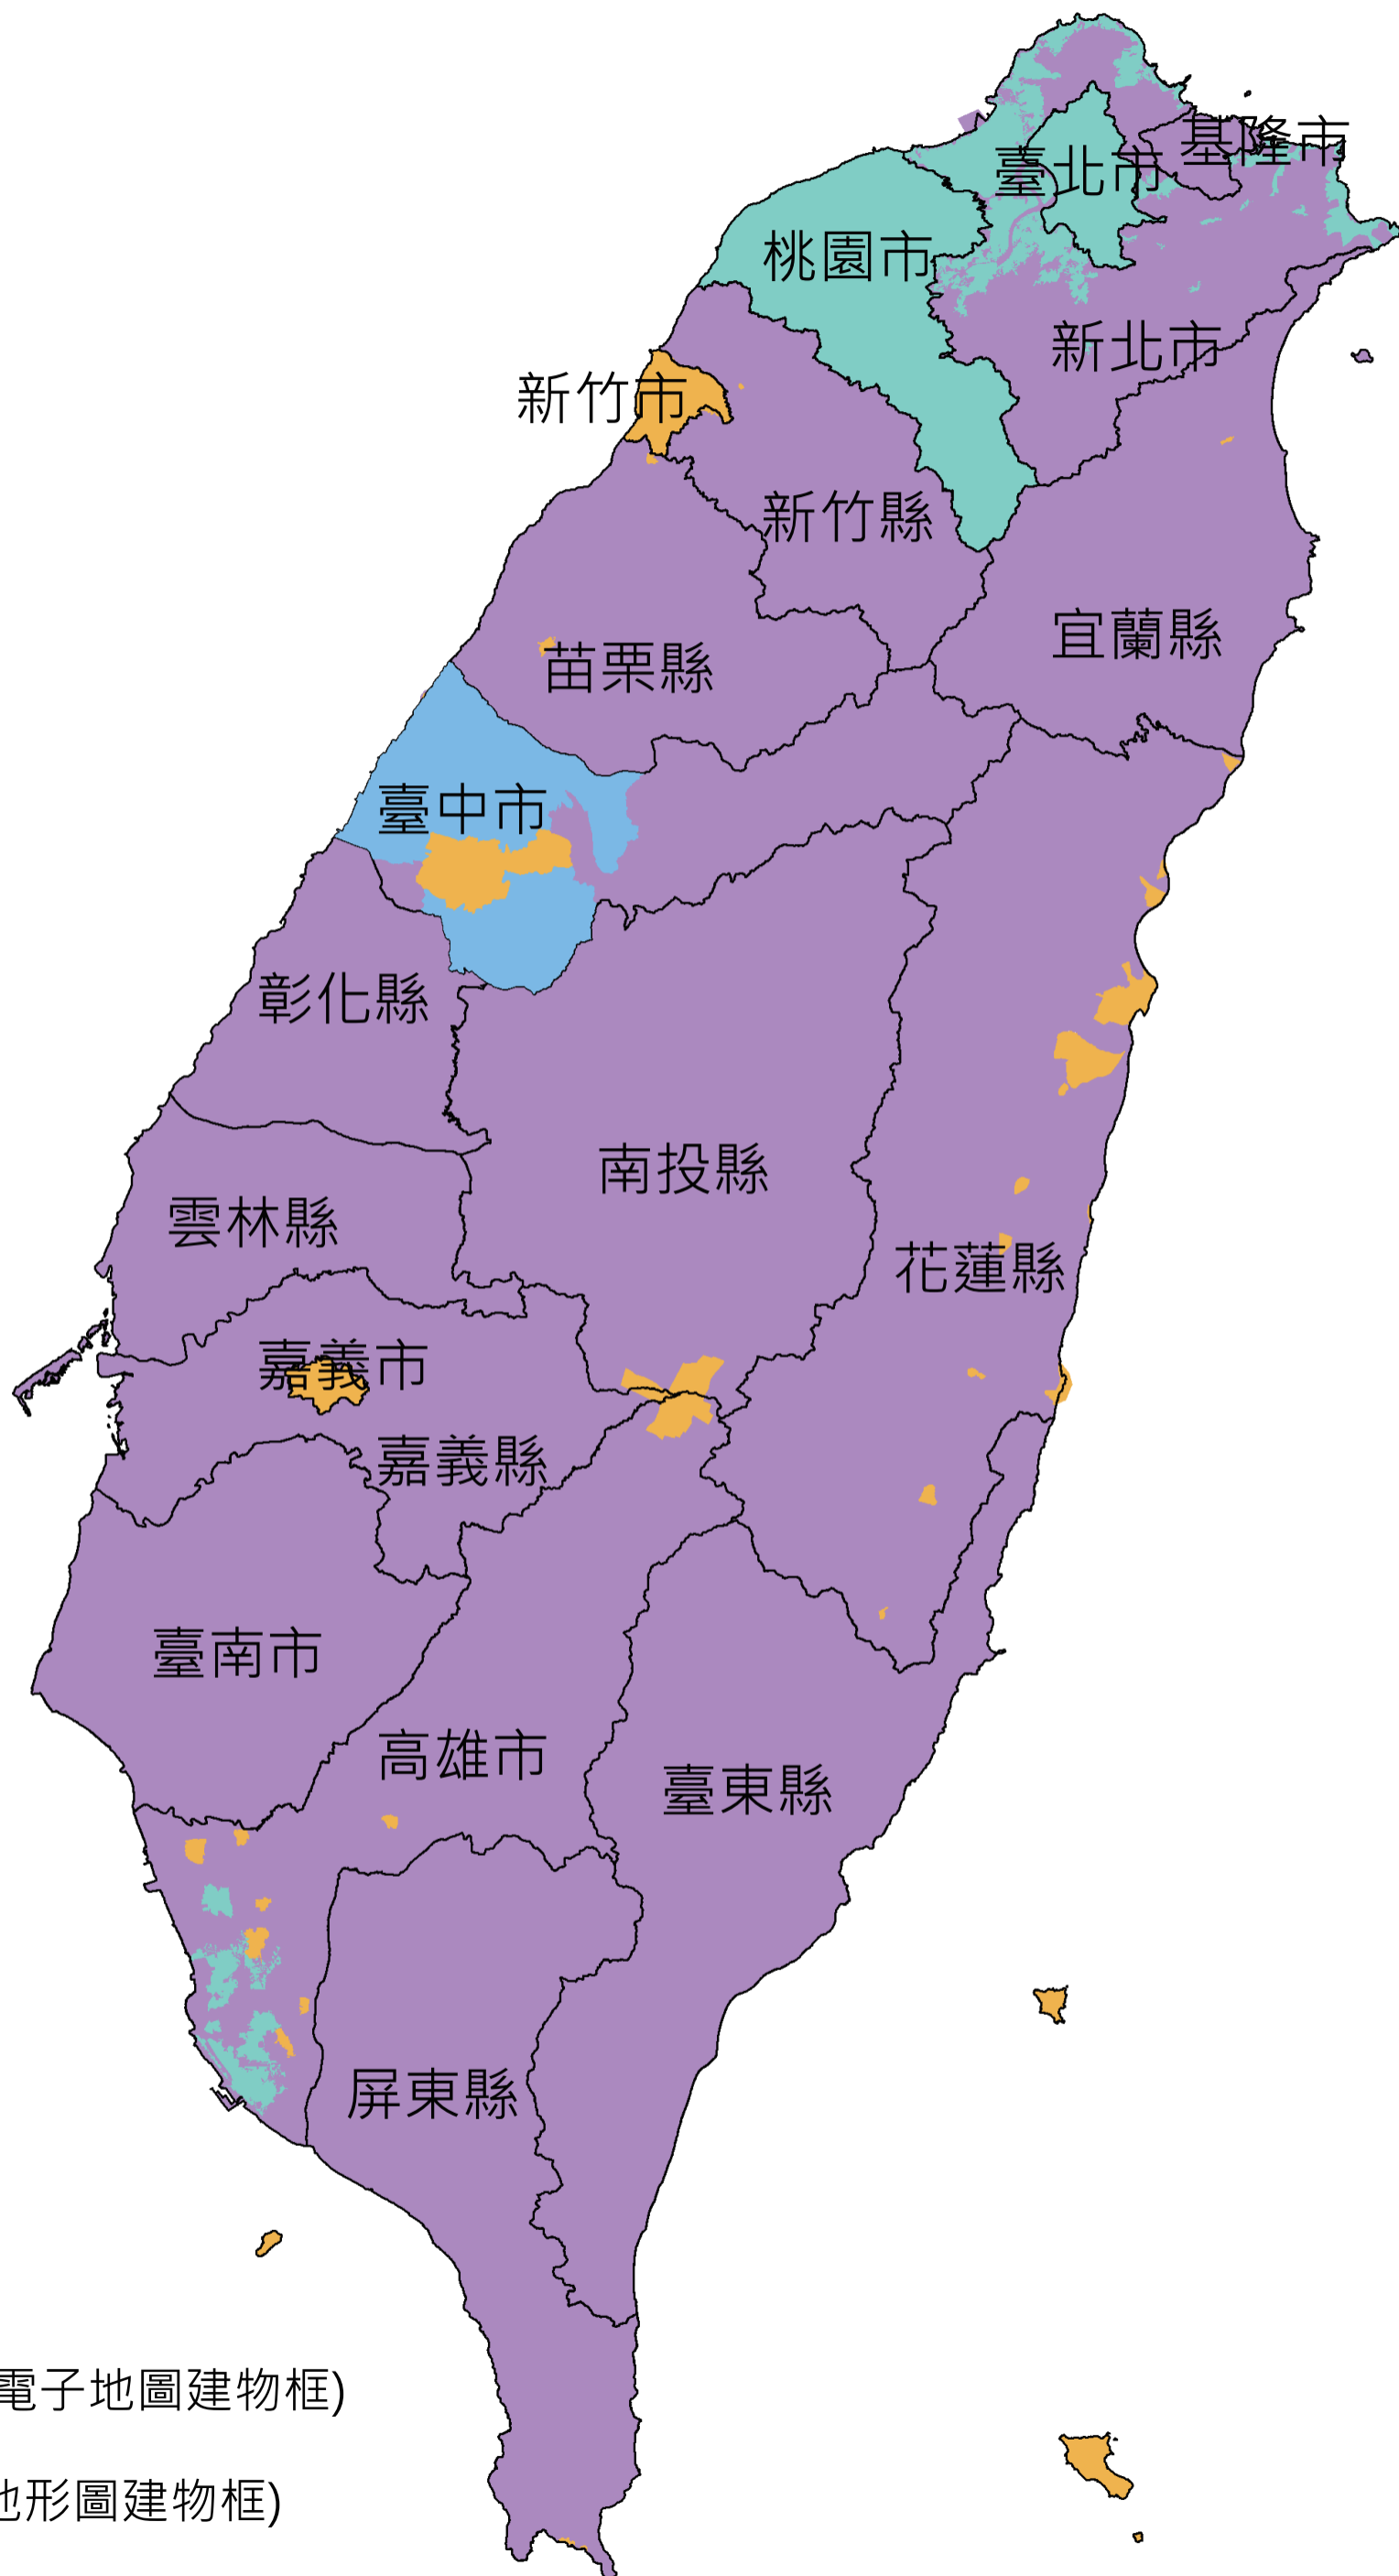 基隆市
臺北市
桃園市
新北市
新竹市
新竹縣
宜蘭縣
苗栗縣
臺中市
彰化縣
南投縣
雲林縣
花蓮縣
嘉義市
嘉義縣
臺南市
高雄市
臺東縣
屏東縣
電子地圖建物框)
地形圖建物框)